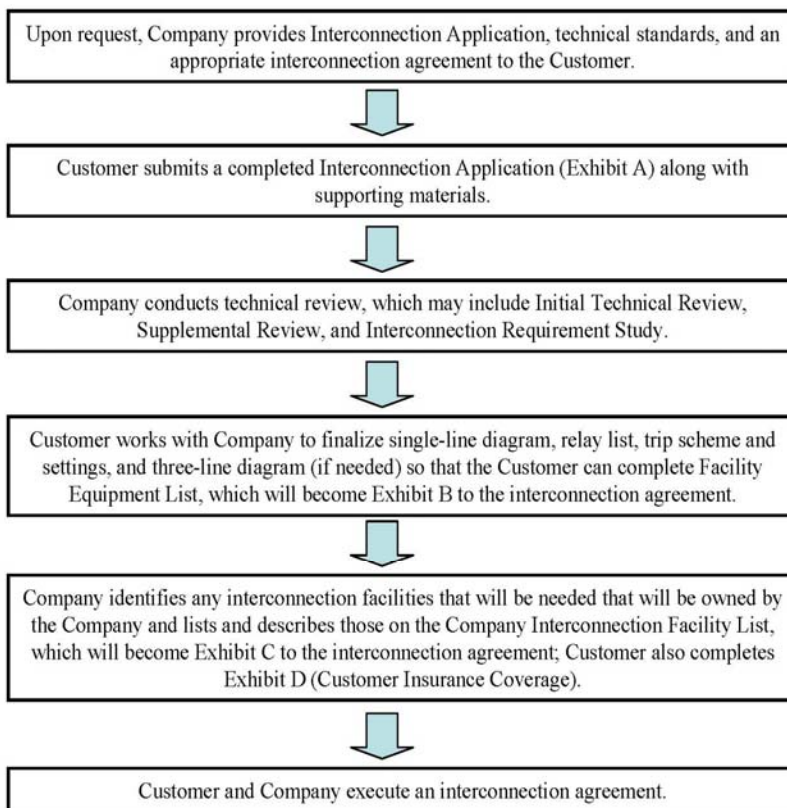 Upon request, Company provides Interconnection Application, technical standards, and an
appropriate interconnection agreement to the Customer.
Customer submits a completed Interconnection Application (Exhibit A) along with
supporting materials.
Company conducts technical review, which may include Initial Technical Review,
Supplemental Review, and Interconnection Requirement Study.
Customer works with Company to finalize single-line diagram, relay list, trip scheme and
settings, and three-line diagram (if needed) so that the Customer can complete Facility
Equipment List, which will become Exhibit B to the interconnection agreement.
Company identifies any interconnection facilities that will be needed that will be owned by
the Company and lists and describes those on the Company Interconnection Facility List,
which will become Exhibit C to the interconnection agreement; Customer also completes
Exhibit D (Customer Insurance Coverage).
Customer and Company execute an interconnection agreement.